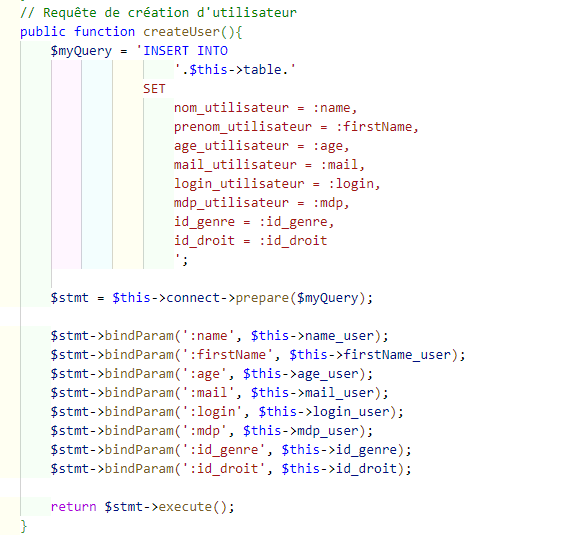 // Requête de création d'utilisateur
public function createUser(){
$myQuery = 'INSERT INTO
'.$this->table.'
SET
nom_utilisateur = :name,
prenom_utilisateur = :firstName,
age_utilisateur = :age,
mail_utilisateur = :mail,
login_utilisateur = :login,
mdp_utilisateur = :mdp,
id_genre = :id_genre,
id_droit = :id_droit
';
$stmt = $this->connect->prepare($myQuery);
$stmt->bindParam(':name', $this->name_user);
$stmt->bindParam(':firstName', $this->firstName_user);
$stmt->bindParam(':age', $this->age_user);
$stmt->bindParam(':mail', $this->mail_user);
$stmt->bindParam(':login', $this->login_user);
$stmt->bindParam(':mdp', $this->mdp_user);
$stmt->bindParam(':id_genre', $this->id_genre);
$stmt->bindParam(':id_droit', $this->id_droit);
return $stmt->execute();
}